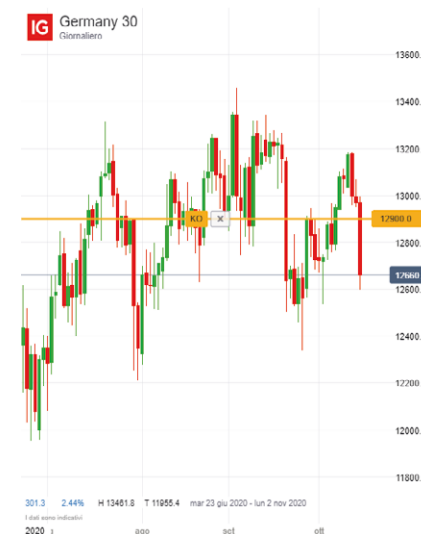 IG Germany 30
Giornaliero
13600.
13400.
13200.
13000.
KO × 12900.0
12800.
12660
12600.
12400.
12200.
12000.
11800.
301.3 2.44% H 13461.8 T 11955.4 mar 23 giu 2020 - lun 2 nov 2020
I dati sono indicativi
2020 ago set ott